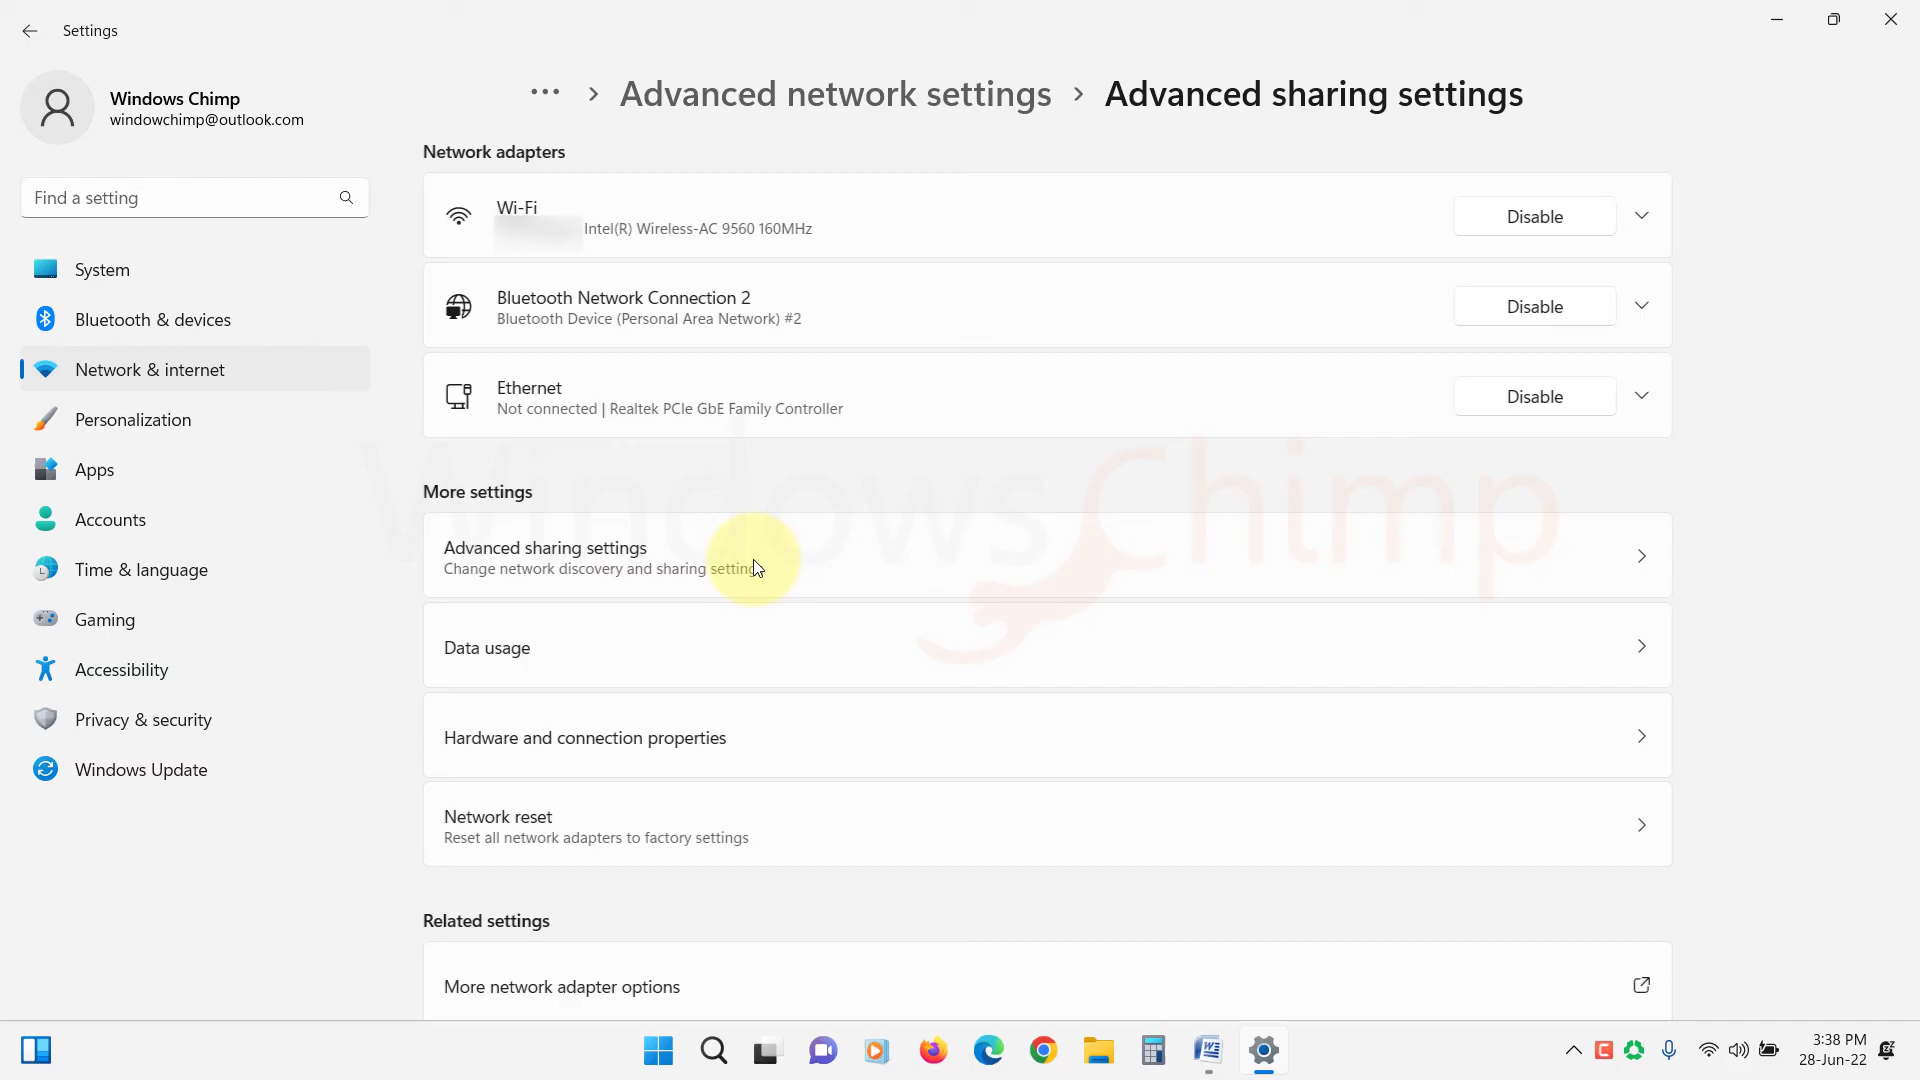 Settings
Windows Chimp
windowchimp@outlook.com
Find a setting
System
Bluetooth & devices
Network & internet
Personalization
Apps
Accounts
Time & language
Gaming
Accessibility
Privacy & security
Windows Update
··· > Advanced network settings > Advanced sharing settings
Network adapters
Wi-Fi
Intel(R) Wireless-AC 9560 160MHz
Disable
Bluetooth Network Connection 2
Bluetooth Device (Personal Area Network) #2
Disable
Ethernet
Not connected | Realtek PCIe GbE Family Controller
Disable
Windows Chimp
More settings
Advanced sharing settings
Change network discovery and sharing settings
Data usage
Hardware and connection properties
Network reset
Reset all network adapters to factory settings
Related settings
More network adapter options
3:38 PM
28-Jun-22